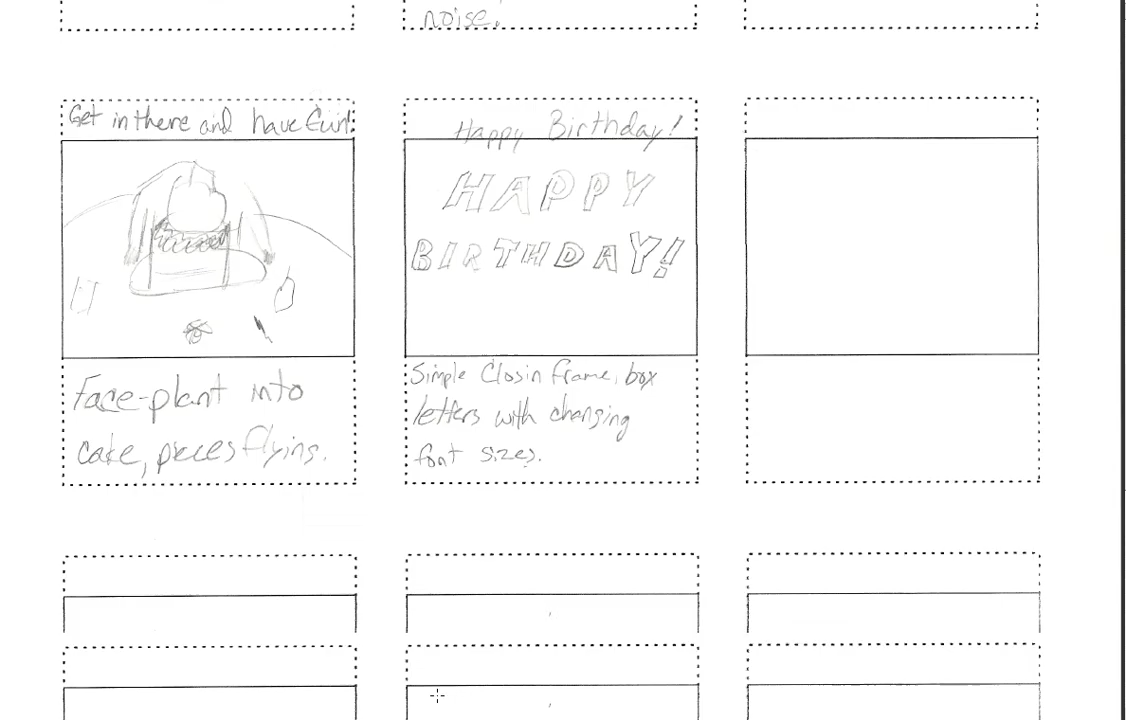 noise.
Get in there and have fun!
Happy Birthday!
HAPPY
BIRTHDAY!
Face-plant into
cake, pieces flying.
Simple Closin frame, box
letters with changing
font sizes.